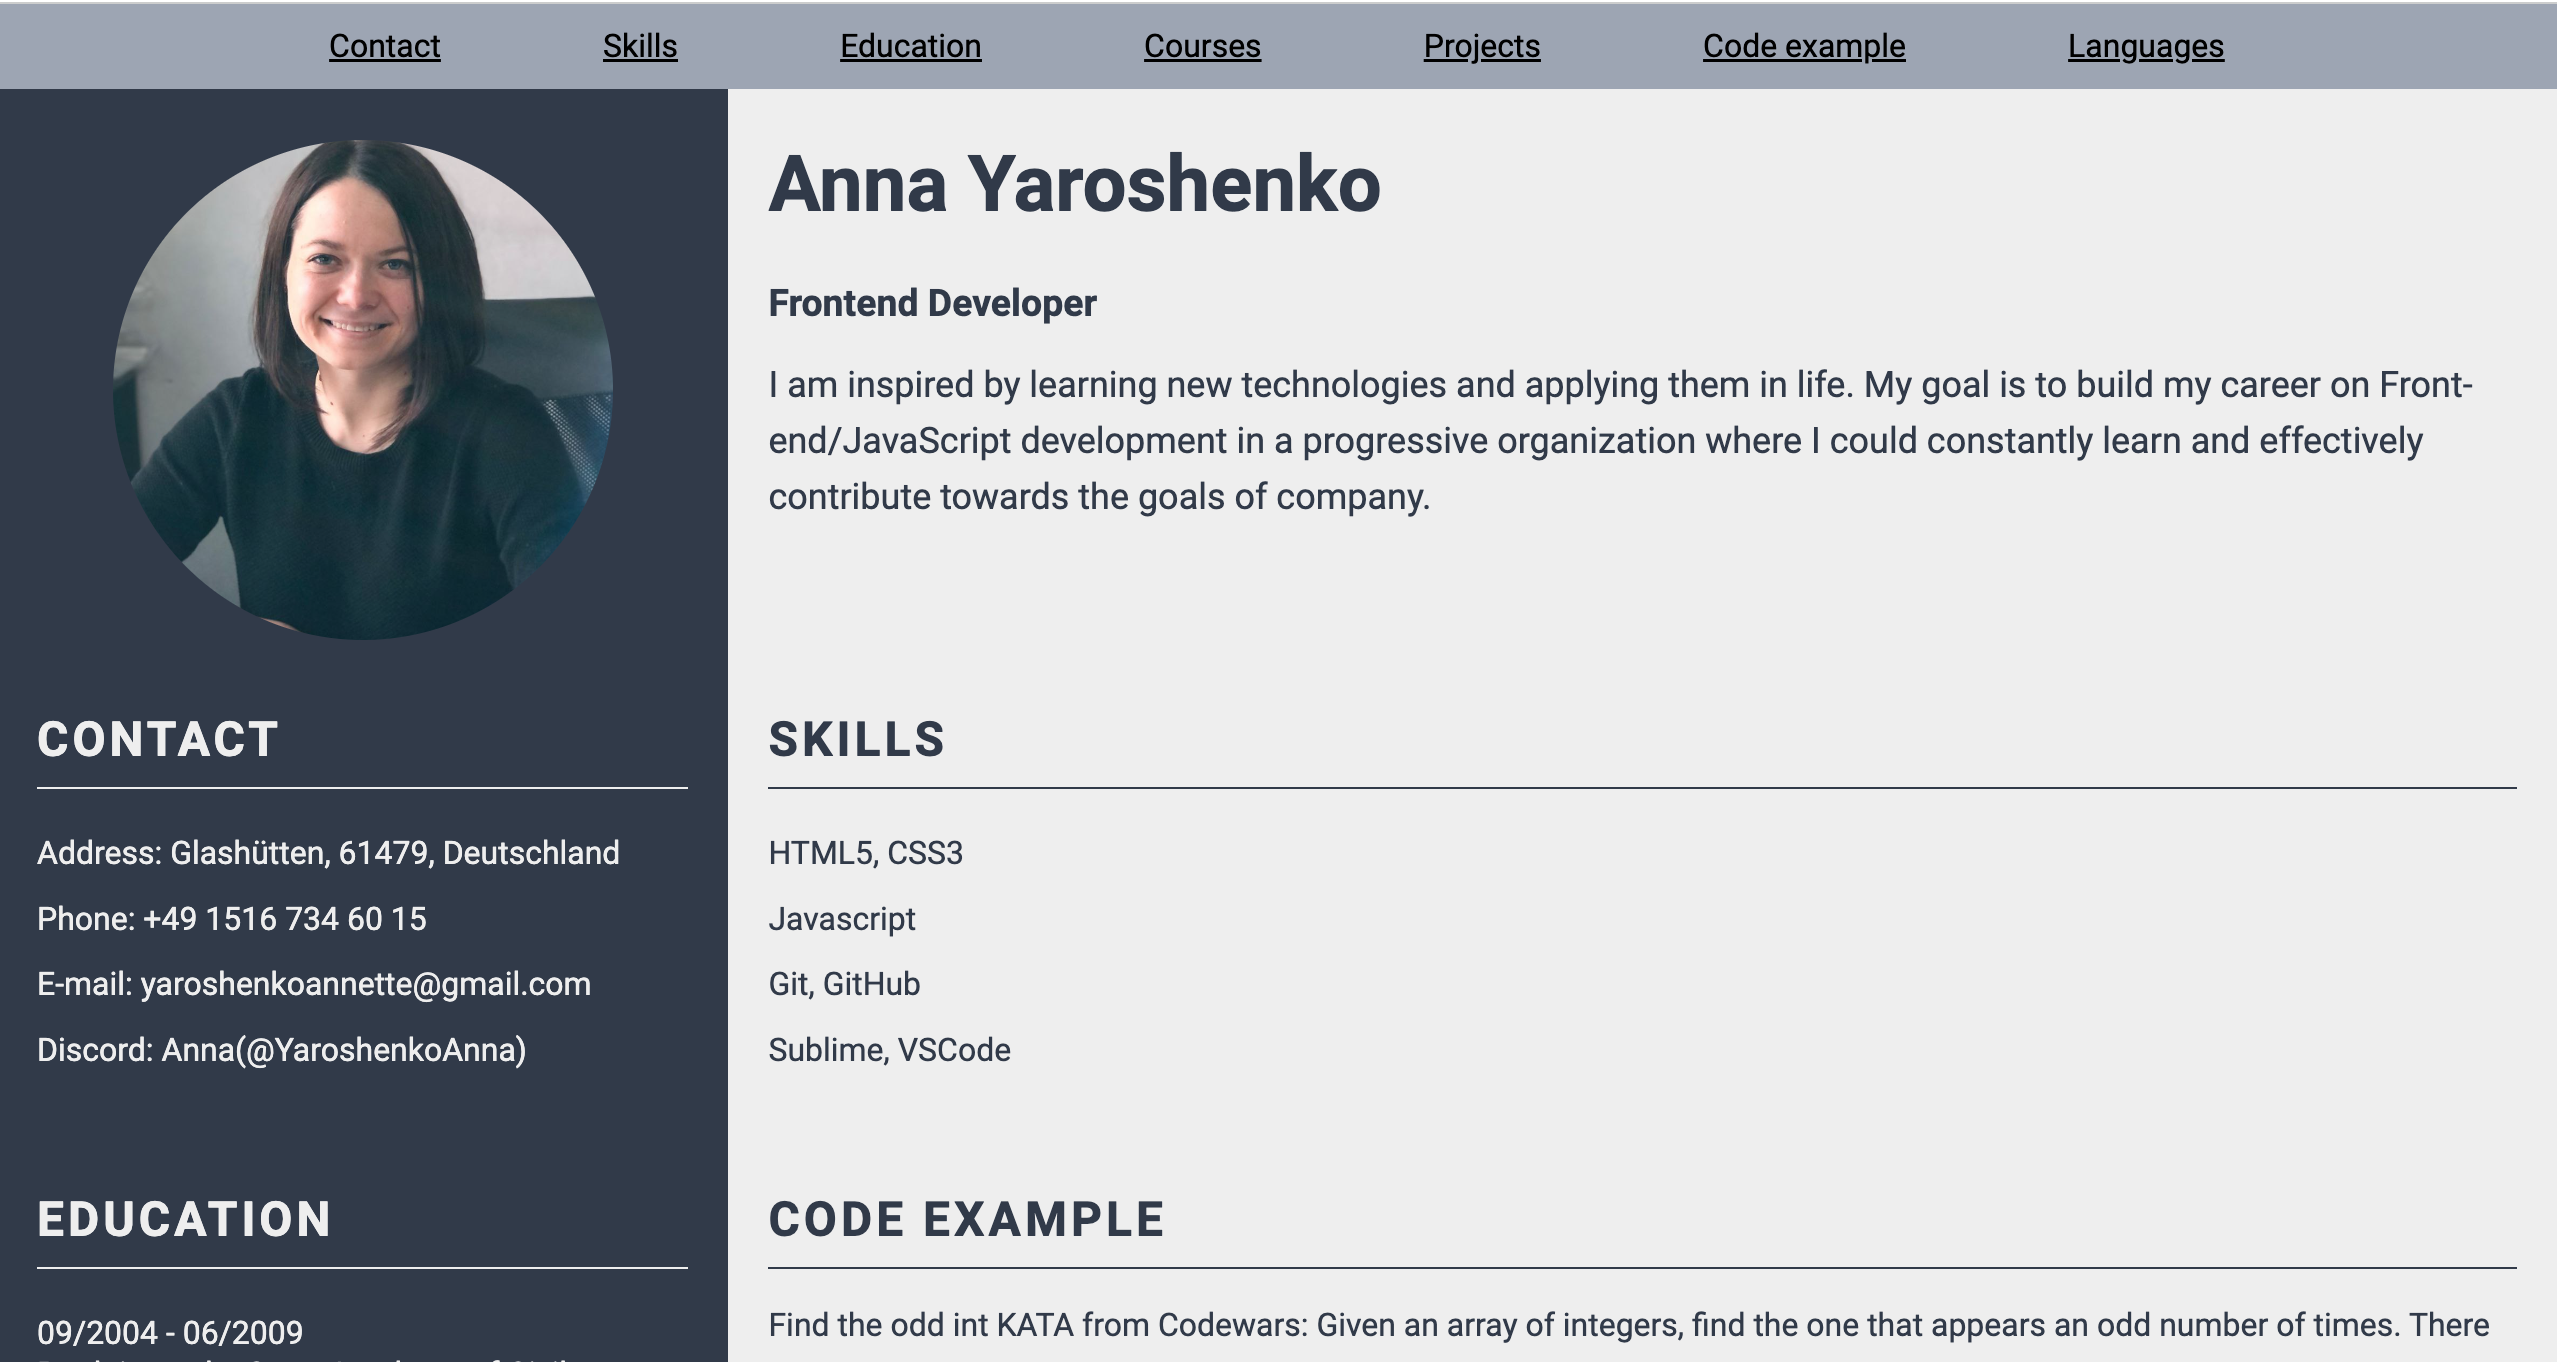 Contact Skills Education Courses Projects Code example Languages
Anna Yaroshenko
Frontend Developer
I am inspired by learning new technologies and applying them in life. My goal is to build my career on Front-
end/JavaScript development in a progressive organization where I could constantly learn and effectively
contribute towards the goals of company.
CONTACT
Address: Glashütten, 61479, Deutschland
Phone: +49 1516 734 60 15
E-mail: yaroshenkoannette@gmail.com
Discord: Anna(@YaroshenkoAnna)
SKILLS
HTML5, CSS3
Javascript
Git, GitHub
Sublime, VSCode
EDUCATION
09/2004 - 06/2009
CODE EXAMPLE
Find the odd int KATA from Codewars: Given an array of integers, find the one that appears an odd number of times. There